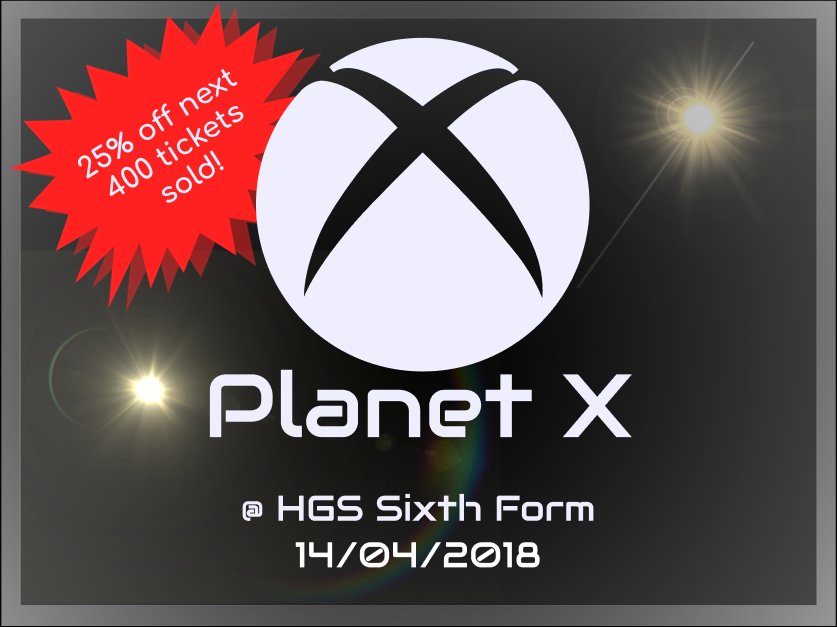 25% off next
400 tickets
sold!
Planet X
@ HGS Sixth Form
14/04/2018